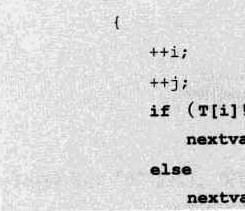 {
++i;
++j;
if (T[i]!
nextva
else
nextva